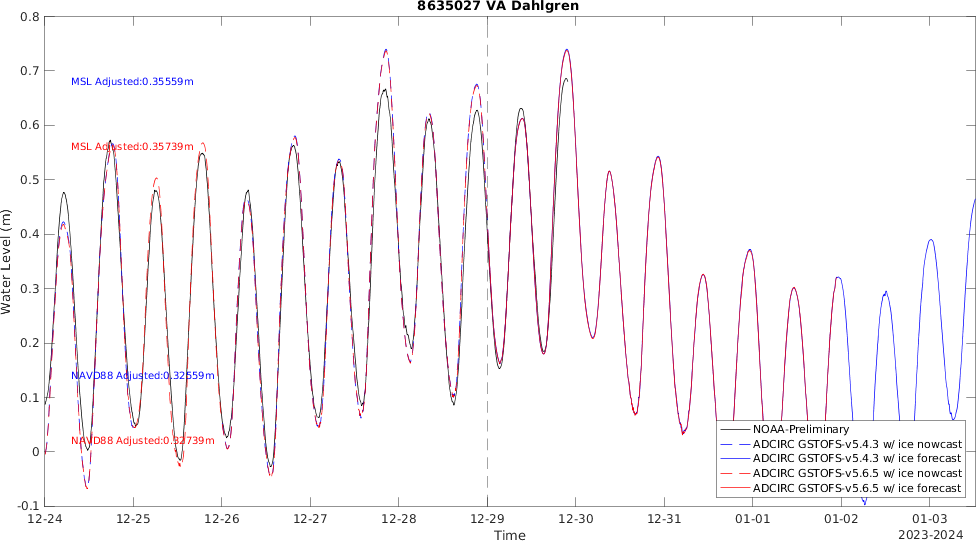 8635027 VA Dahlgren
0.8
0.7
0.6
0.5
0.4
0.3
0.2
0.1
0
-0.1
Water Level (m)
MSL Adjusted:0.35559m
MSL Adjusted:0.35739m
NAVD88 Adjusted:0.32559m
NAVD88 Adjusted:0.32739m
NOAA-Preliminary
ADCIRC GSTOFS-v5.4.3 w/ ice nowcast
ADCIRC GSTOFS-v5.4.3 w/ ice forecast
ADCIRC GSTOFS-v5.6.5 w/ ice nowcast
ADCIRC GSTOFS-v5.6.5 w/ ice forecast
12-24 12-25 12-26 12-27 12-28 12-29 12-30 12-31 01-01 01-02 01-03
Time
2023-2024